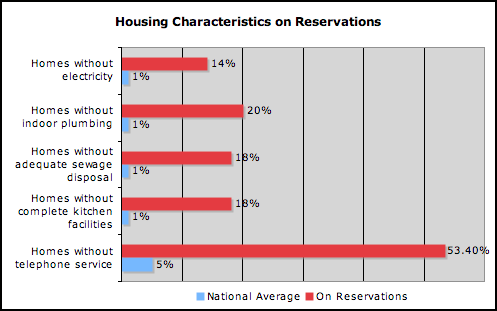 Housing Characteristics on Reservations
Homes without
electricity
14%
1%
Homes without
indoor plumbing
20%
1%
Homes without
adequate sewage
disposal
18%
1%
Homes without
complete kitchen
facilities
18%
1%
Homes without
telephone service
53.40%
5%
National Average
On Reservations